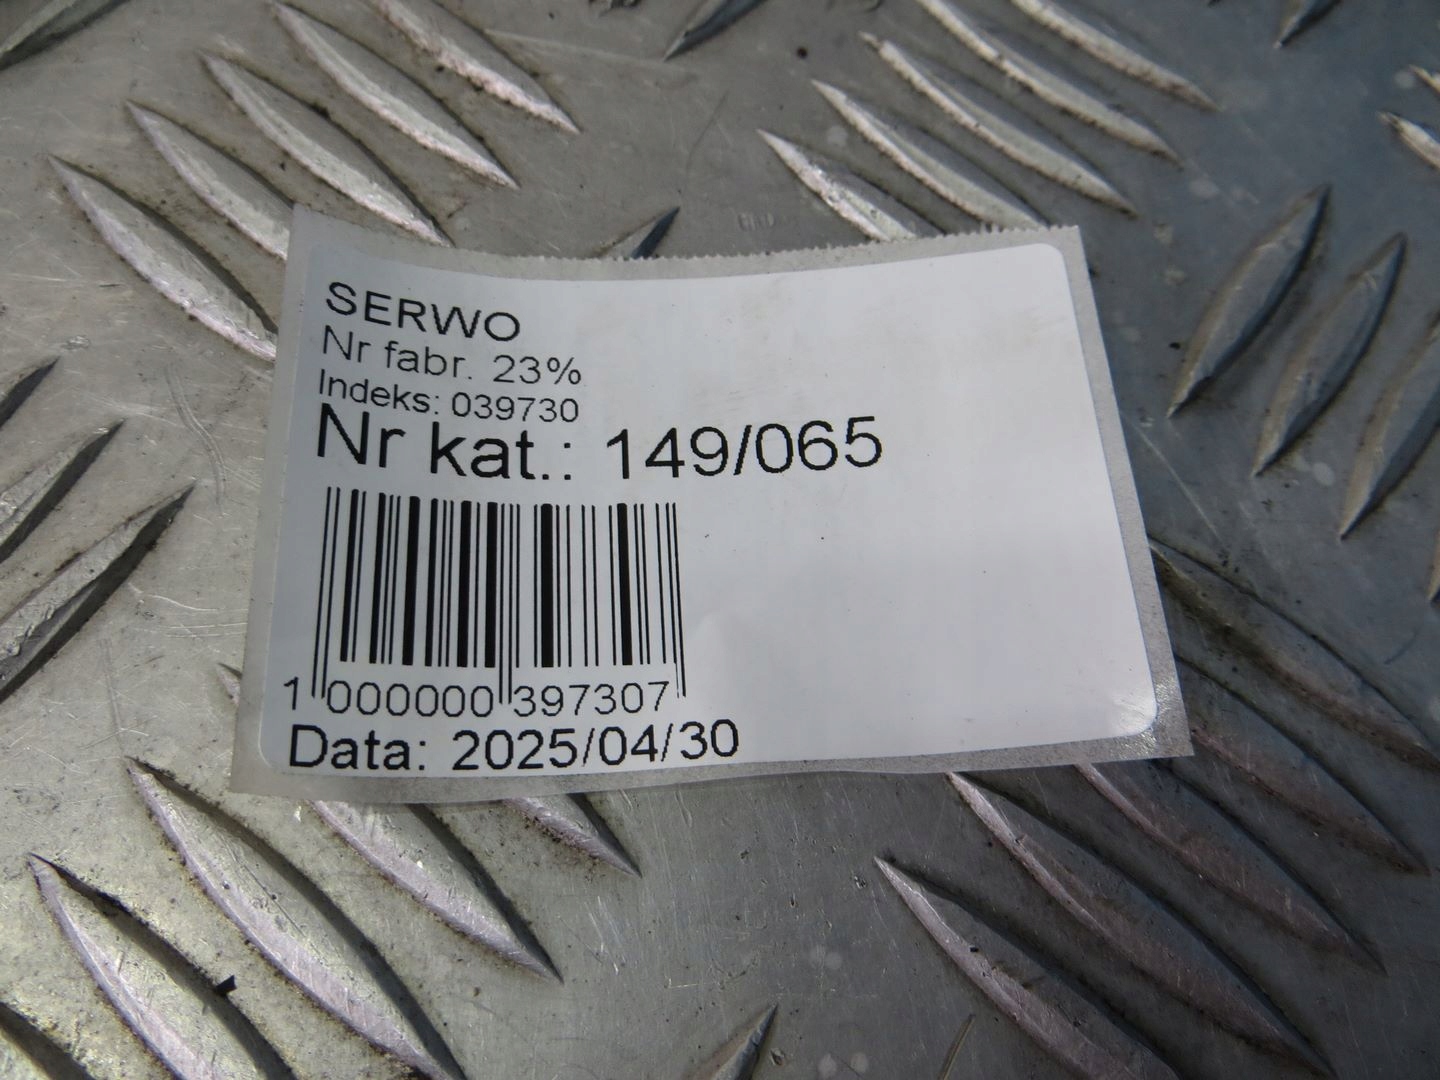 SERWO
Nr fabr. 23%
Indeks: 039730
Nr kat.: 149/065
1 000000 397307
Data: 2025/04/30